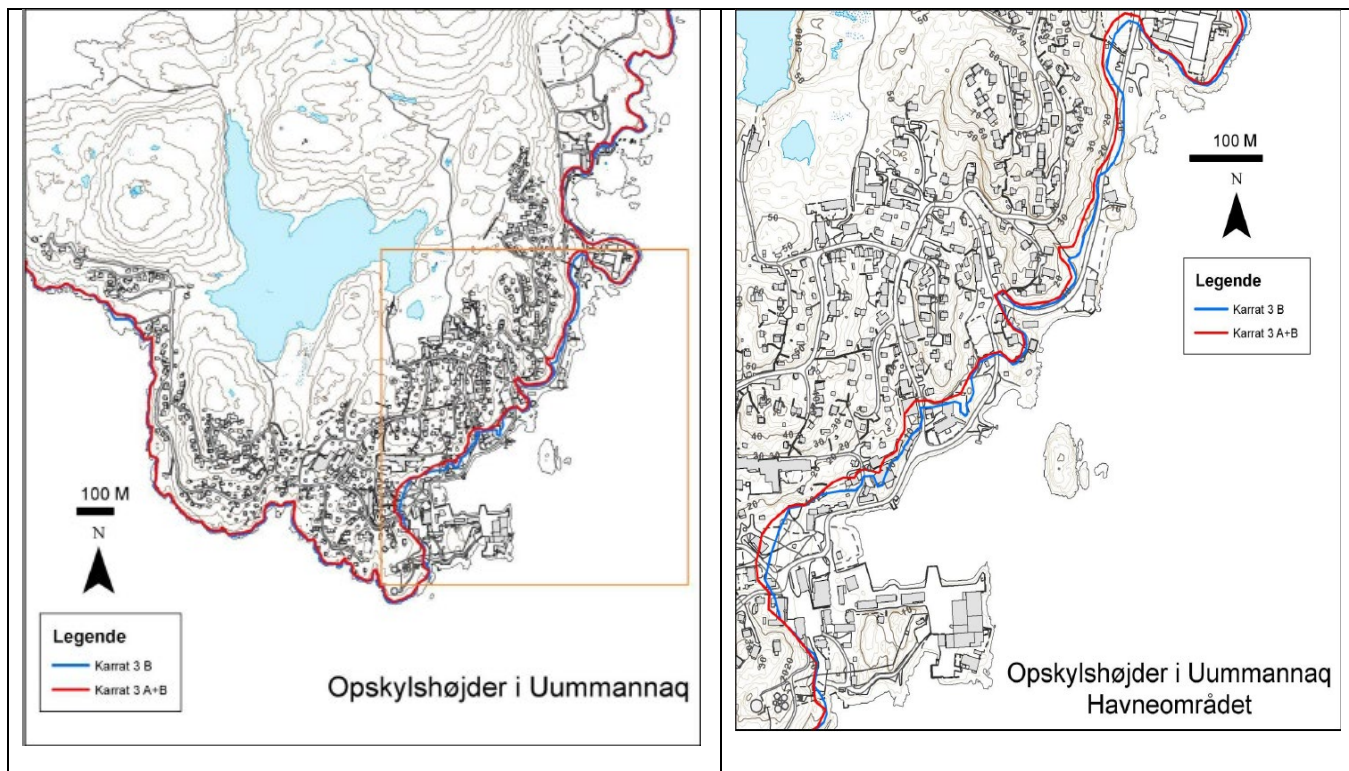 100 M
N
Legende
Karrat 3 B
Karrat 3 A+B
Opskylshøjder i Uummannaq
100 M
N
Legende
Karrat 3 B
Karrat 3 A+B
Opskylshøjder i Uummannaq
Havneområdet